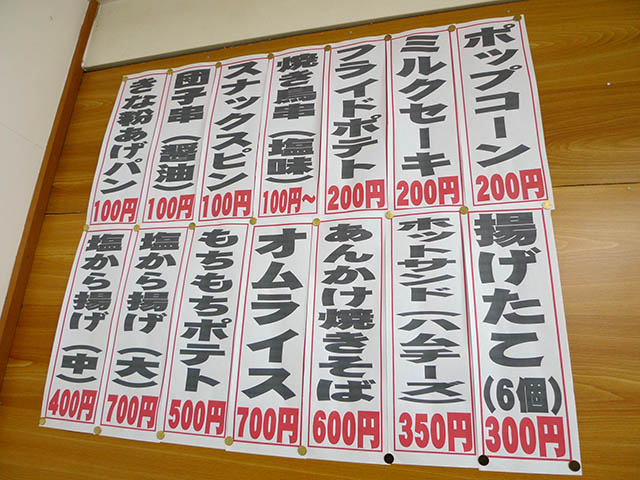 ポップコーン
200円
ミルクセーキ
200円
フライドポテト
200円
焼き鳥串(塩味)
100円〜
スナックスピン
100円
団子串(醤油)
100円
きな粉あげパン
100円
揚げたこ
(6個)
300円
ホットサンド(ハムチーズ)
350円
あんかけ焼きそば
600円
オムライス
700円
もちもちポテト
500円
塩から揚げ(大)
700円
塩から揚げ(中)
400円